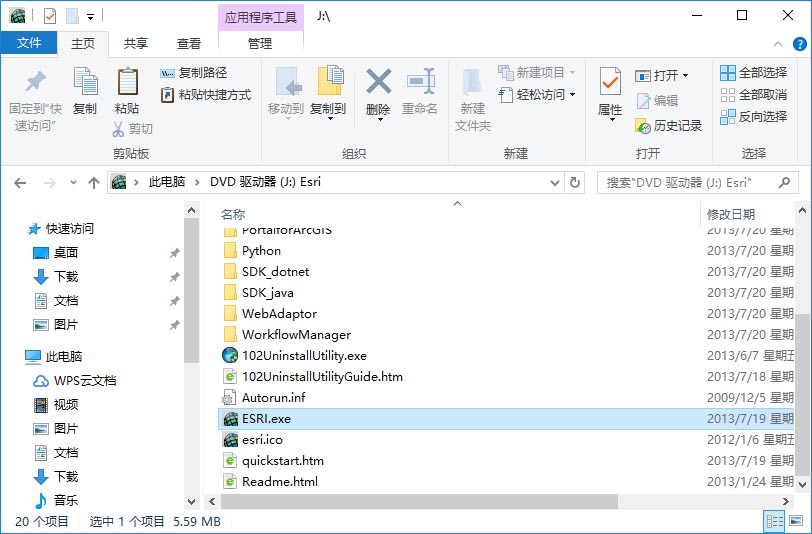 应用程序工具 J:\
文件 主页 共享 查看 管理
固定到"快速访问"
复制
粘贴
复制路径
粘贴快捷方式
剪切
剪贴板
移动到
复制到
删除
重命名
组织
新建文件夹
新建项目
轻松访问
新建
属性
打开
编辑
历史记录
打开
全部选择
全部取消
反向选择
选择
此电脑 DVD 驱动器 (J:) Esri
搜索"DVD 驱动器 (J:) Esri"
快速访问
桌面
下载
文档
图片
此电脑
WPS云文档
视频
图片
文档
下载
音乐
名称 修改日期
PortalforArcGIS 2013/7/20 星期
Python 2013/7/20 星期
SDK_dotnet 2013/7/20 星期
SDK_java 2013/7/20 星期
WebAdaptor 2013/7/20 星期
WorkflowManager 2013/7/20 星期
102UninstallUtility.exe 2013/6/7 星期五
102UninstallUtilityGuide.htm 2013/7/18 星期
Autorun.inf 2009/12/5 星期
ESRI.exe 2013/7/19 星期
esri.ico 2012/1/6 星期五
quickstart.htm 2013/7/19 星期
Readme.html 2013/1/24 星期
20 个项目 选中 1 个项目 5.59 MB